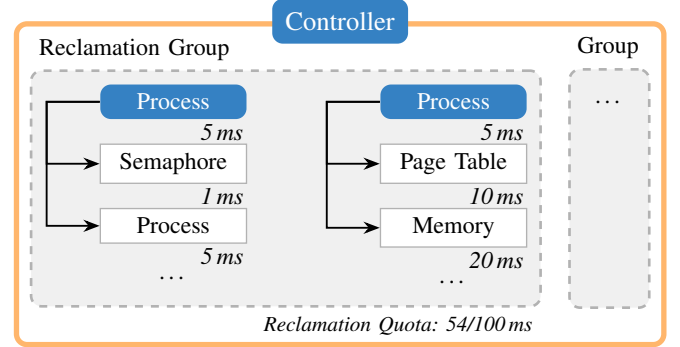 Controller
Reclamation Group
Group
Process
5 ms
Semaphore
1 ms
Process
5 ms
...
Process
5 ms
Page Table
10 ms
Memory
20 ms
...
...
Reclamation Quota: 54/100 ms